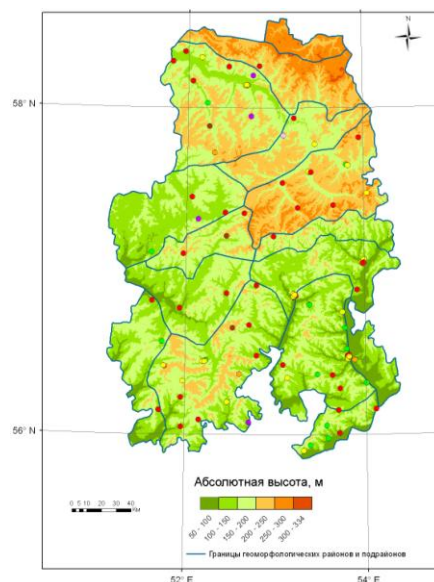 N
58° N
56° N
52° E
54° E
Абсолютная высота, м
0 5 10 20 30 40
Км
50 - 100
100 - 150
150 - 200
200 - 250
250 - 300
300 - 334
Границы геоморфологических районов и подрайонов